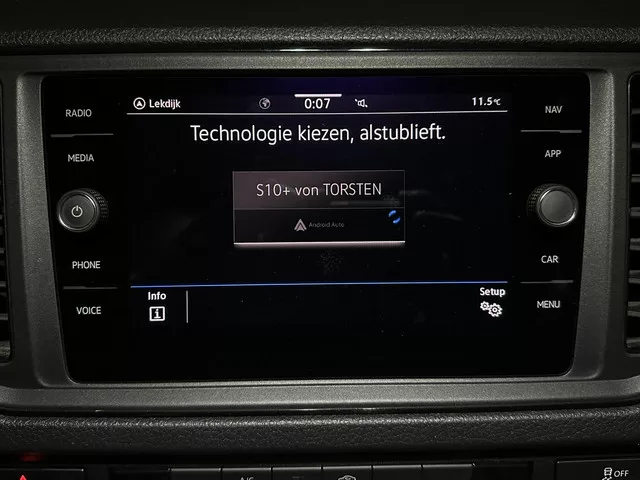 RADIO
MEDIA
PHONE
VOICE
Lekdijk
0:07
11.5°C
Technologie kiezen, alstublieft.
S10+ von TORSTEN
Android Auto
Info
Setup
NAV
APP
CAR
MENU
A/C
OFF